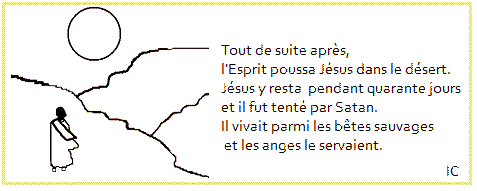 Tout de suite après,
l'Esprit poussa Jésus dans le désert.
Jésus y resta pendant quarante jours
et il fut tenté par Satan.
Il vivait parmi les bêtes sauvages
et les anges le servaient.